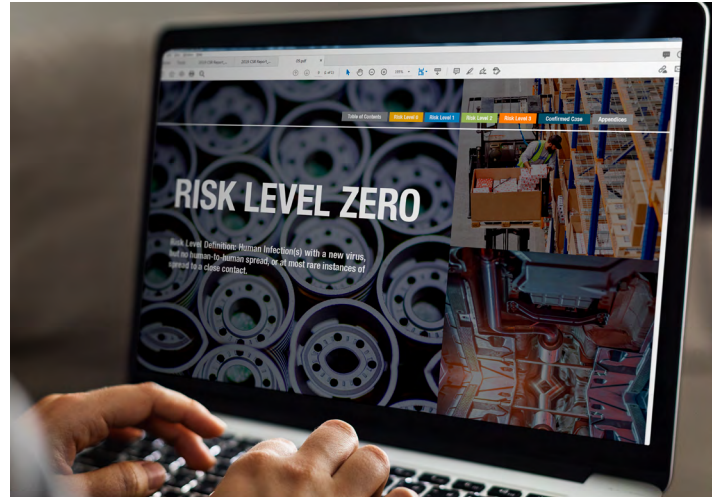 Table of Contents Risk Level 0 Risk Level 1 Risk Level 2 Risk Level 3 Confirmed Case Appendices
RISK LEVEL ZERO
Risk Level Definition: Human Infection(s) with a new virus,
but no human-to-human spread, or at most rare instances of
spread to a close contact.